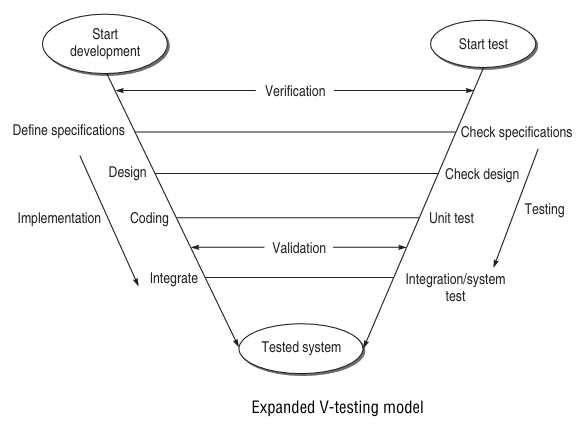 Start
development
Start test
Verification
Define specifications
Check specifications
Design
Check design
Implementation
Coding
Unit test
Testing
Validation
Integrate
Integration/system
test
Tested system
Expanded V-testing model